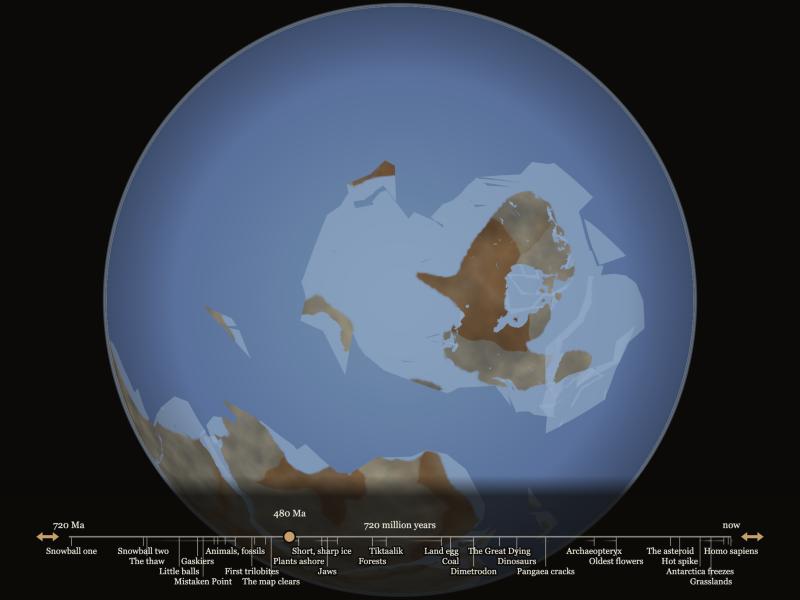 480 Ma
720 Ma
720 million years
now
Snowball one
Snowball two
Animals, fossils
Short, sharp ice
Tiktaalik
Land egg
The Great Dying
Archaeopteryx
The asteroid
Homo sapiens
The thaw
Gaskiers
Plants ashore
Forests
Coal
Dinosaurs
Oldest flowers
Hot spike
Little balls
First trilobites
Jaws
Dimetrodon
Pangaea cracks
Antarctica freezes
Mistaken Point
The map clears
Grasslands